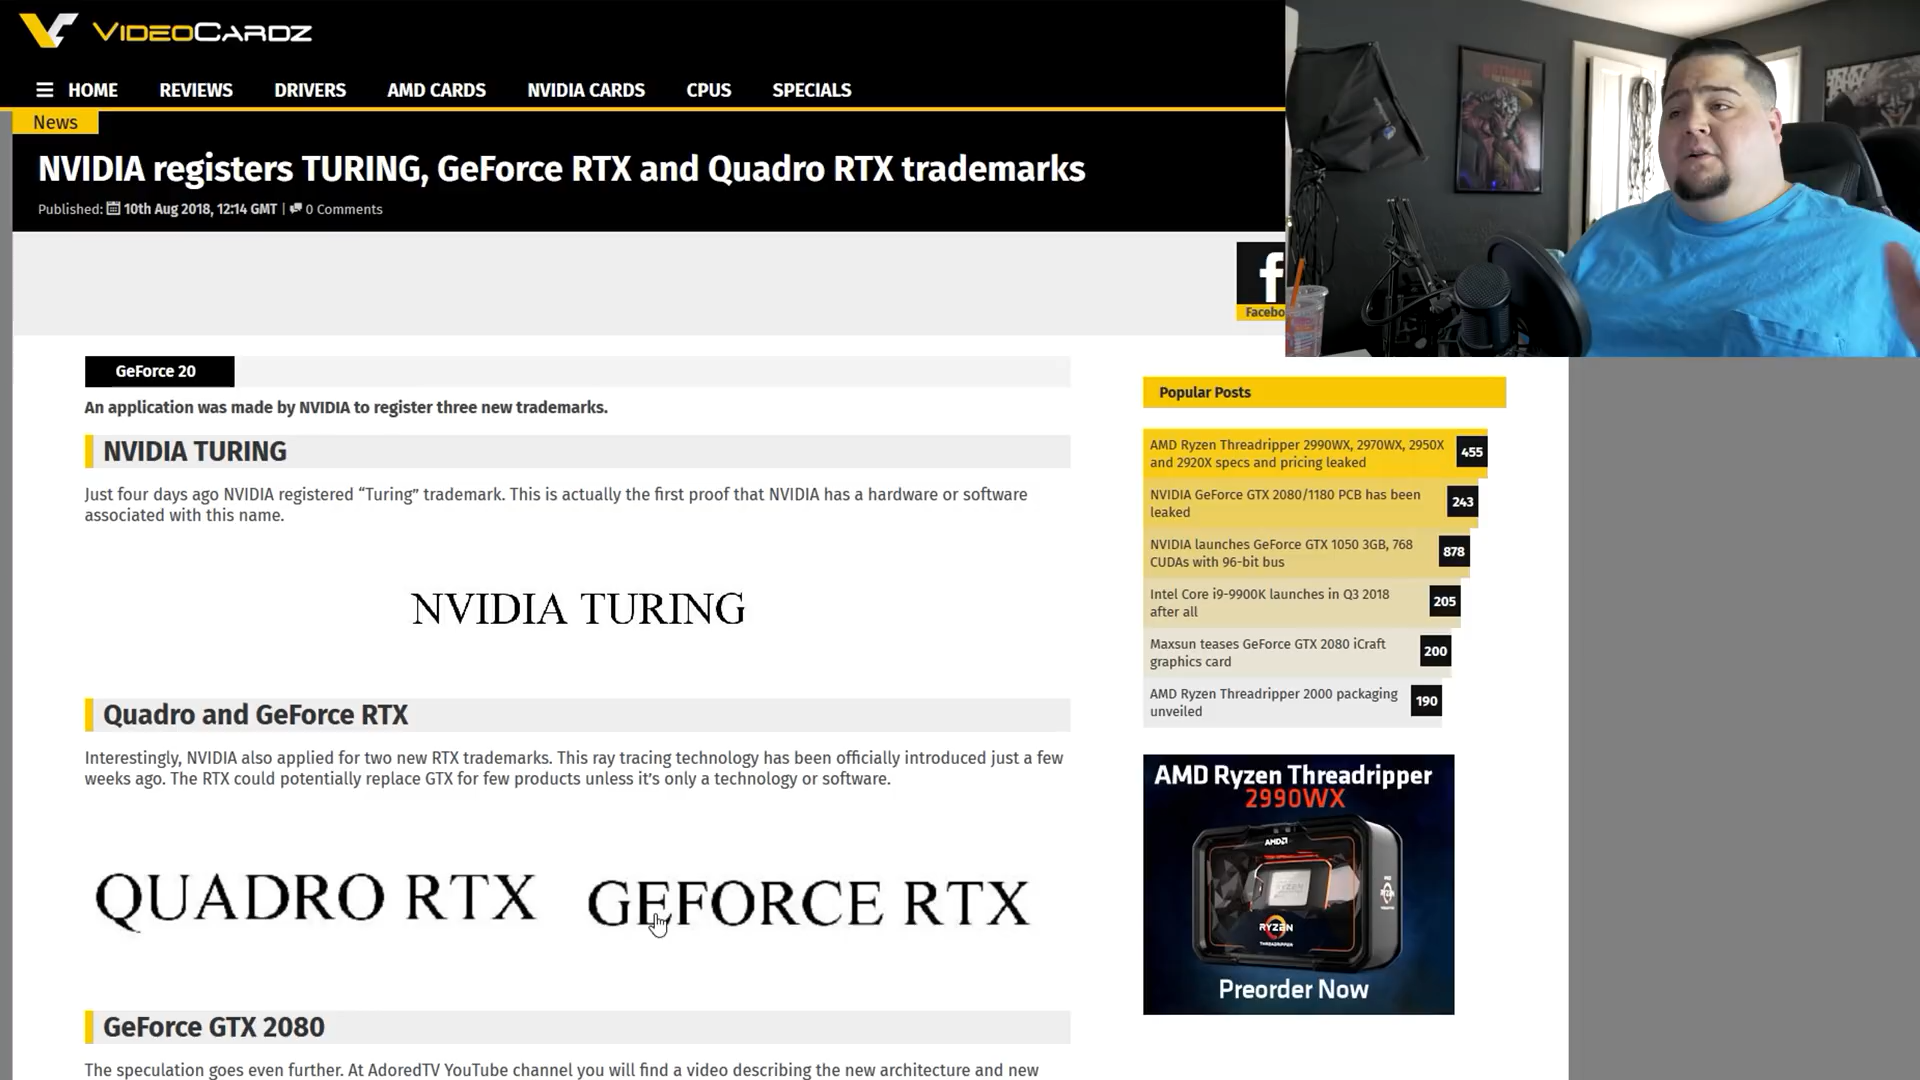 VIDEOCARDZ
HOME REVIEWS DRIVERS AMD CARDS NVIDIA CARDS CPUS SPECIALS
News
NVIDIA registers TURING, GeForce RTX and Quadro RTX trademarks
Published: 10th Aug 2018, 12:14 GMT | 0 Comments
f
Facebo
GeForce 20
An application was made by NVIDIA to register three new trademarks.
NVIDIA TURING
Just four days ago NVIDIA registered “Turing” trademark. This is actually the first proof that NVIDIA has a hardware or software
associated with this name.
NVIDIA TURING
Quadro and GeForce RTX
Interestingly, NVIDIA also applied for two new RTX trademarks. This ray tracing technology has been officially introduced just a few
weeks ago. The RTX could potentially replace GTX for few products unless it’s only a technology or software.
QUADRO RTX GEFORCE RTX
GeForce GTX 2080
The speculation goes even further. At AdoredTV YouTube channel you will find a video describing the new architecture and new
Popular Posts
AMD Ryzen Threadripper 2990WX, 2970WX, 2950X
and 2920X specs and pricing leaked
455
NVIDIA GeForce GTX 2080/1180 PCB has been
leaked
243
NVIDIA launches GeForce GTX 1050 3GB, 768
CUDAs with 96-bit bus
878
Intel Core i9-9900K launches in Q3 2018
after all
205
Maxsun teases GeForce GTX 2080 iCraft
graphics card
200
AMD Ryzen Threadripper 2000 packaging
unveiled
190
AMD Ryzen Threadripper
2990WX
AMD
RYZEN
RYZEN
THREADRIPPER
Preorder Now